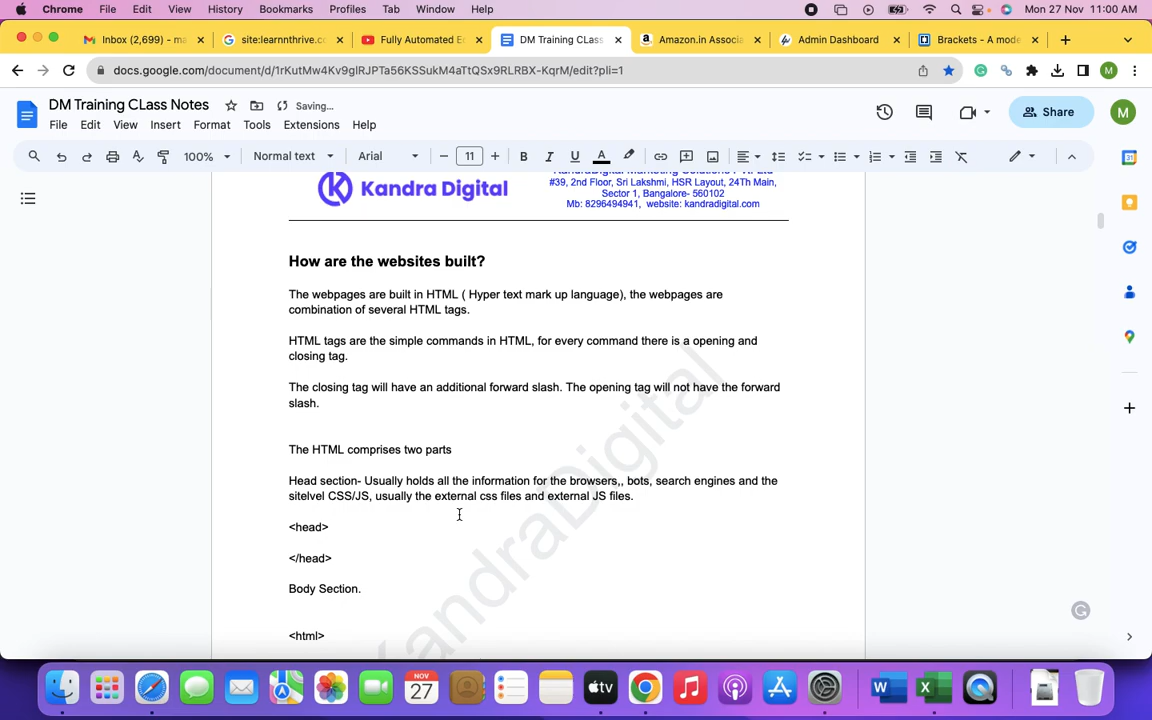 Chrome File Edit View History Bookmarks Profiles Tab Window Help Mon 27 Nov 11:00 AM
Inbox (2,699) - ma site:learnnthrive.co Fully Automated E DM Training CLass Amazon.in Associa Admin Dashboard Brackets - A mode
docs.google.com/document/d/1rKutMw4Kv9glRJPTa56KSSukM4aTtQSx9RLRBX-KqrM/edit?pli=1 M
DM Training CLass Notes Saving...
File Edit View Insert Format Tools Extensions Help
Share M
100% Normal text Arial 11 B I U A
Kandra Digital
#39, 2nd Floor, Sri Lakshmi, HSR Layout, 24Th Main,
Sector 1, Bangalore- 560102
Mb: 8296494941, website: kandradigital.com
How are the websites built?
The webpages are built in HTML ( Hyper text mark up language), the webpages are
combination of several HTML tags.
HTML tags are the simple commands in HTML, for every command there is a opening and
closing tag.
The closing tag will have an additional forward slash. The opening tag will not have the forward
slash.
The HTML comprises two parts
Head section- Usually holds all the information for the browsers,, bots, search engines and the
sitelvel CSS/JS, usually the external css files and external JS files.
<head>
</head>
Body Section.
<html>
KandraDigital
NOV
27
tv
W
X